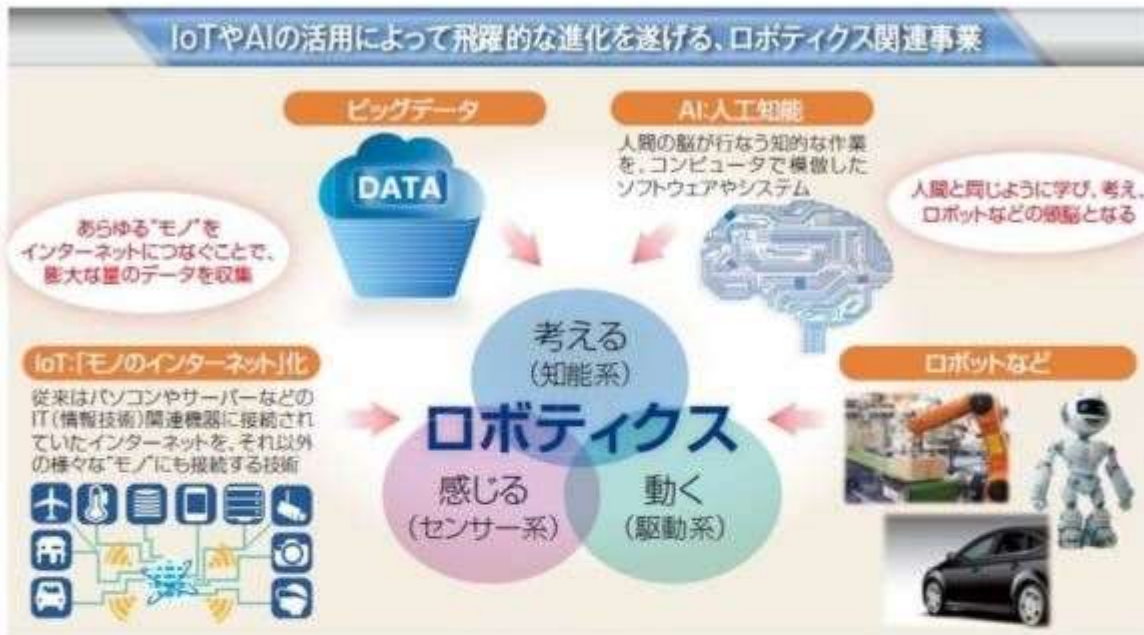 IoTやAIの活用によって飛躍的な進化を遂げる、ロボティクス関連事業
ビッグデータ
DATA
AI:人工知能
人間の脳が行なう知的な作業
を、コンピュータで模倣した
ソフトウェアやシステム
人間と同じように学び、考え
ロボットなどの頭脳となる
あらゆる“モノ”を
インターネットにつなぐことで、
膨大な量のデータを収集
IoT:「モノのインターネット」化
従来はパソコンやサーバーなどの
IT(情報技術)関連機器に接続され
ていたインターネットを、それ以外
の様々な“モノ”にも接続する技術
考える
(知能系)
ロボティクス
感じる
(センサー系)
動く
(駆動系)
ロボットなど